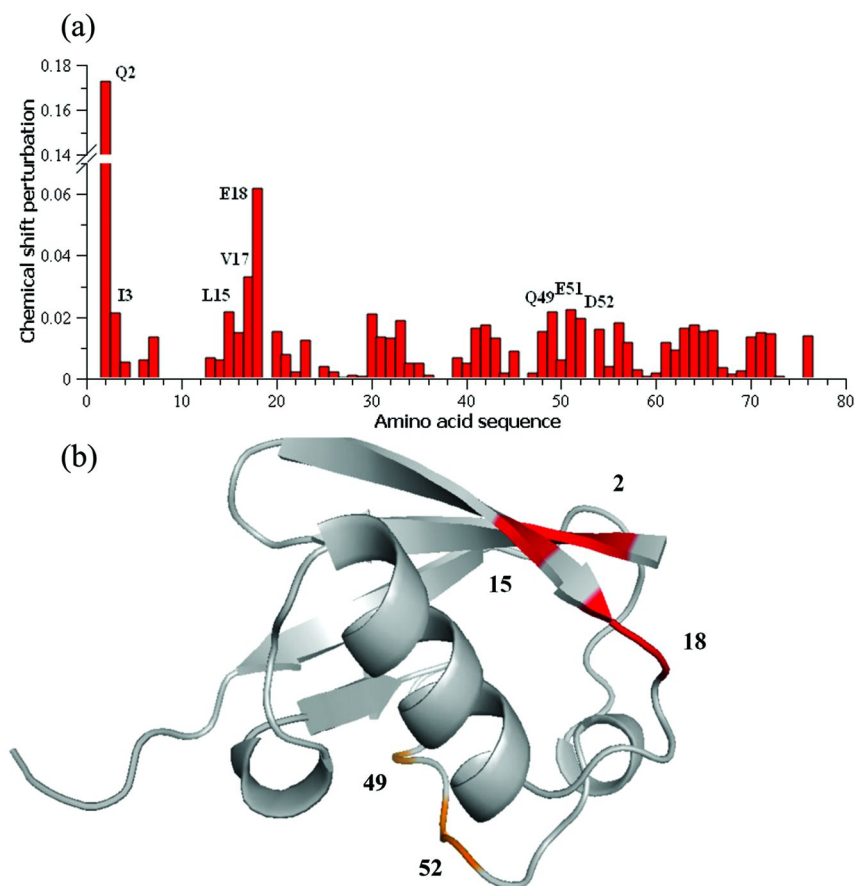 (a)
Chemical shift perturbation
0.18
0.16
0.14
0.06
0.04
0.02
0
Q2
I3
L15
V17
E18
Q49
E51
D52
0 10 20 30 40 50 60 70 80
Amino acid sequence
(b)
2
15
18
49
52